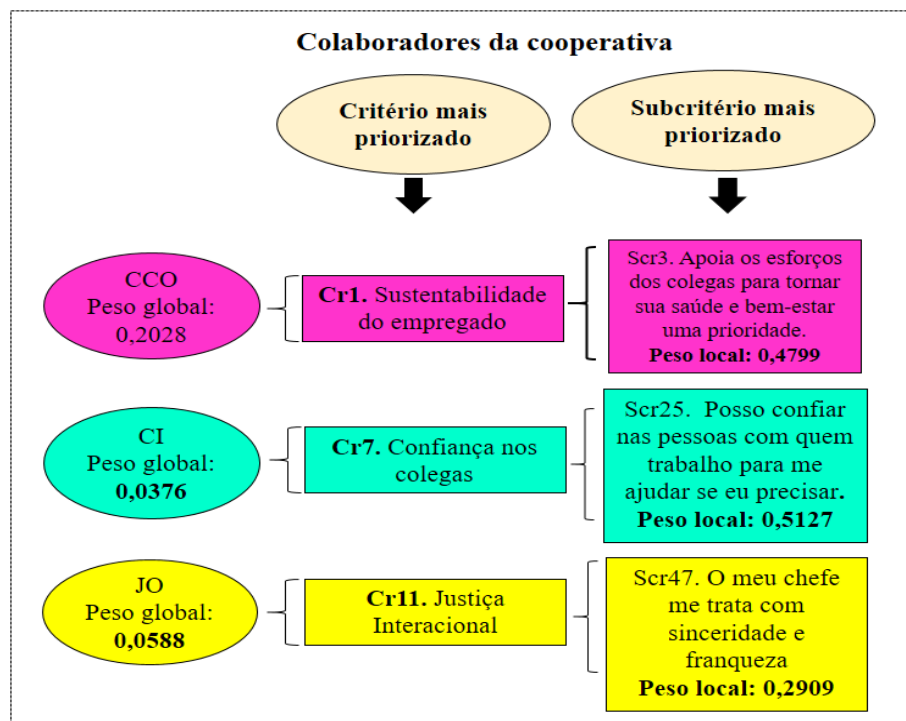 Colaboradores da cooperativa
Critério mais
priorizado
Subcritério mais
priorizado
CCO
Peso global:
0,2028
Cr1. Sustentabilidade
do empregado
Scr3. Apoia os esforços
dos colegas para tornar
sua saúde e bem-estar
uma prioridade.
Peso local: 0,4799
CI
Peso global:
0,0376
Cr7. Confiança nos
colegas
Scr25. Posso confiar
nas pessoas com quem
trabalho para me
ajudar se eu precisar.
Peso local: 0,5127
JO
Peso global:
0,0588
Cr11. Justiça
Interacional
Scr47. O meu chefe
me trata com
sinceridade e
franqueza
Peso local: 0,2909